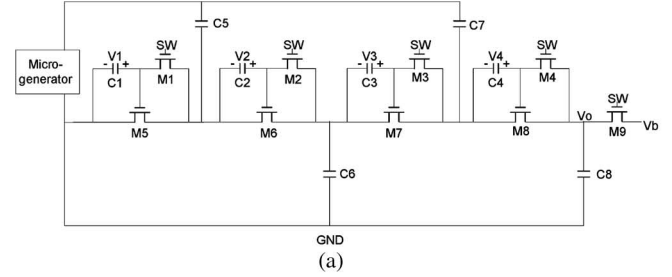 C5
C7
Micro-
generator
V1
- +
C1
SW
M1
V2
- +
C2
SW
M2
V3
- +
C3
SW
M3
V4
- +
C4
SW
M4
M5
M6
M7
M8
Vo
SW
M9
Vb
C6
C8
GND
(a)